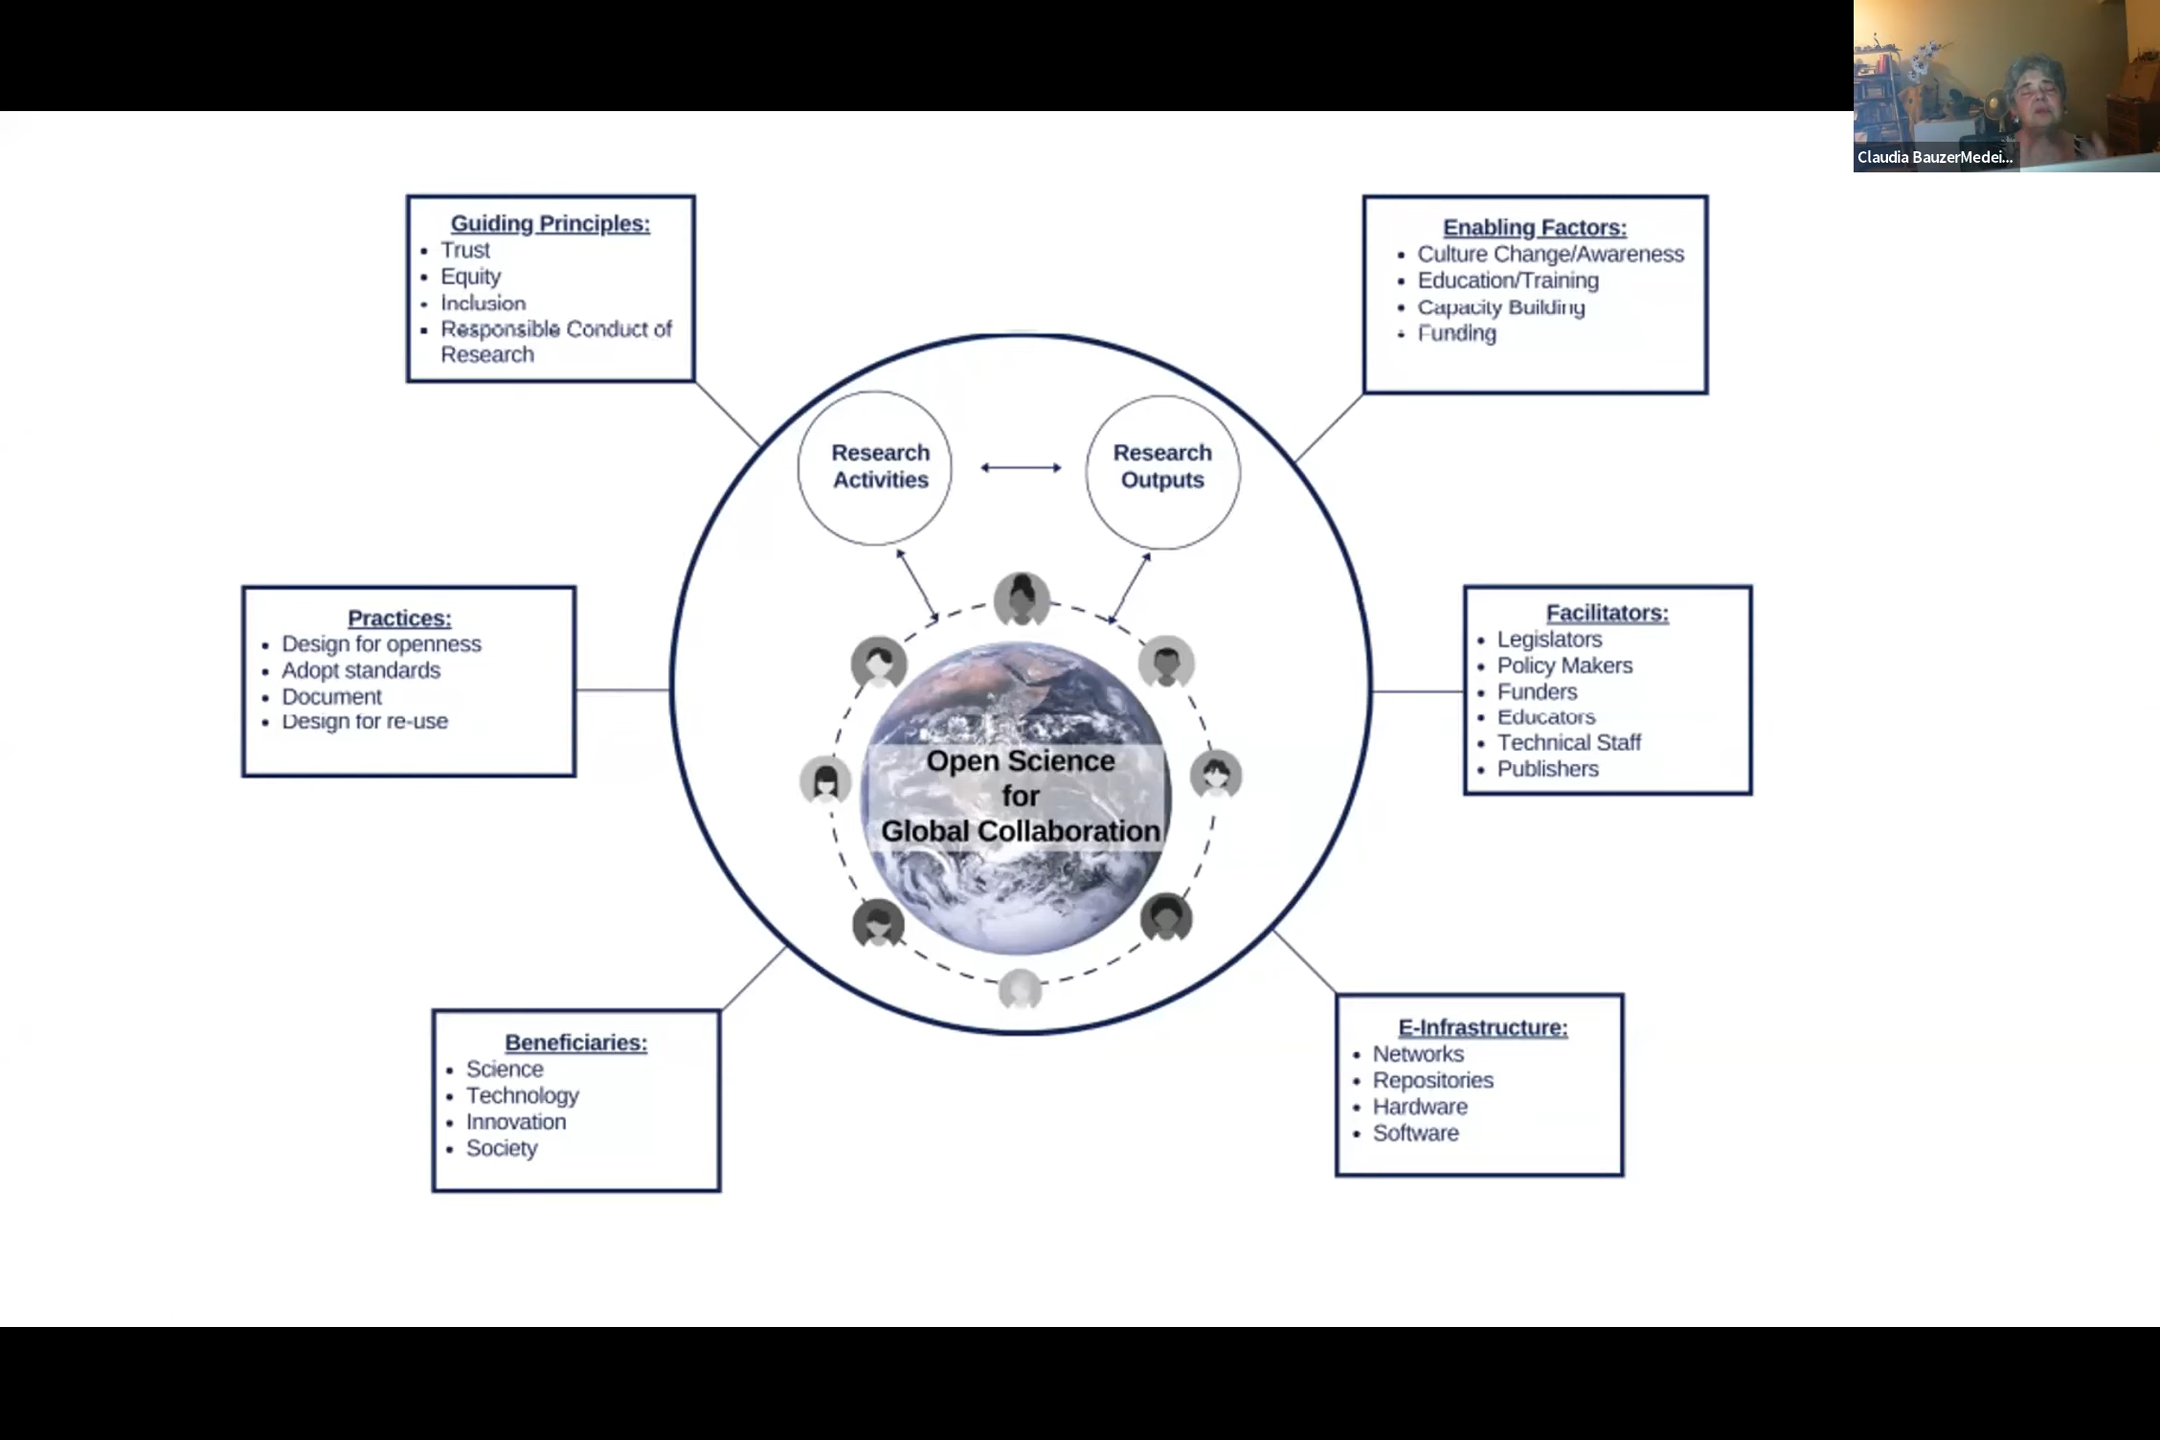 Claudia BauzerMedei...
Guiding Principles:
• Trust
• Equity
• Inclusion
• Responsible Conduct of
Research
Enabling Factors:
• Culture Change/Awareness
• Education/Training
• Capacity Building
• Funding
Research
Activities
Research
Outputs
Practices:
• Design for openness
• Adopt standards
• Document
• Design for re-use
Facilitators:
• Legislators
• Policy Makers
• Funders
• Educators
• Technical Staff
• Publishers
Open Science
for
Global Collaboration
Beneficiaries:
• Science
• Technology
• Innovation
• Society
E-Infrastructure:
• Networks
• Repositories
• Hardware
• Software